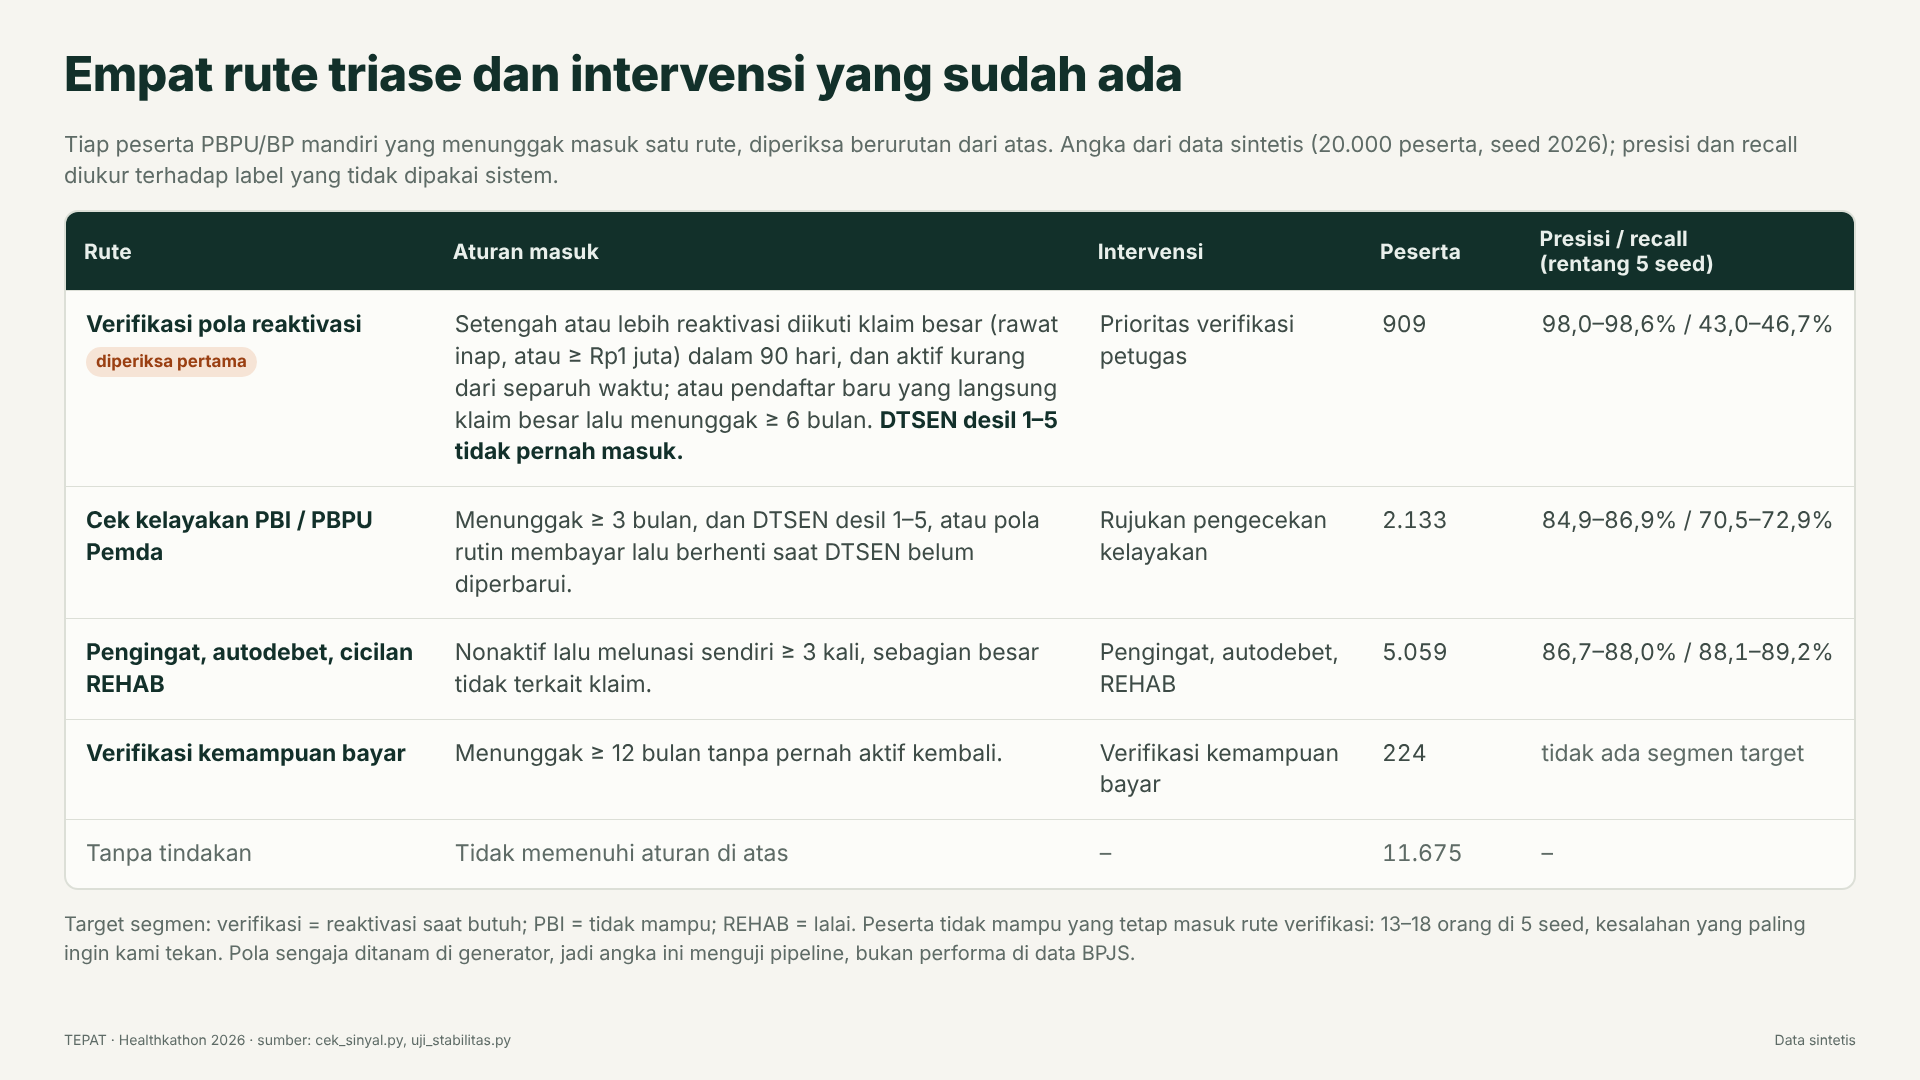 Empat rute triase dan intervensi yang sudah ada
Tiap peserta PBPU/BP mandiri yang menunggak masuk satu rute, diperiksa berurutan dari atas. Angka dari data sintetis (20.000 peserta, seed 2026); presisi dan recall
diukur terhadap label yang tidak dipakai sistem.
Rute
Aturan masuk
Intervensi
Peserta
Presisi / recall
(rentang 5 seed)
Verifikasi pola reaktivasi
diperiksa pertama
Setengah atau lebih reaktivasi diikuti klaim besar (rawat
inap, atau ≥ Rp1 juta) dalam 90 hari, dan aktif kurang
dari separuh waktu; atau pendaftar baru yang langsung
klaim besar lalu menunggak ≥ 6 bulan. DTSEN desil 1–5
tidak pernah masuk.
Prioritas verifikasi
petugas
909
98,0–98,6% / 43,0–46,7%
Cek kelayakan PBI / PBPU
Pemda
Menunggak ≥ 3 bulan, dan DTSEN desil 1–5, atau pola
rutin membayar lalu berhenti saat DTSEN belum
diperbarui.
Rujukan pengecekan
kelayakan
2.133
84,9–86,9% / 70,5–72,9%
Pengingat, autodebet, cicilan
REHAB
Nonaktif lalu melunasi sendiri ≥ 3 kali, sebagian besar
tidak terkait klaim.
Pengingat, autodebet,
REHAB
5.059
86,7–88,0% / 88,1–89,2%
Verifikasi kemampuan bayar
Menunggak ≥ 12 bulan tanpa pernah aktif kembali.
Verifikasi kemampuan
bayar
224
tidak ada segmen target
Tanpa tindakan
Tidak memenuhi aturan di atas
–
11.675
–
Target segmen: verifikasi = reaktivasi saat butuh; PBI = tidak mampu; REHAB = lalai. Peserta tidak mampu yang tetap masuk rute verifikasi: 13–18 orang di 5 seed, kesalahan yang paling
ingin kami tekan. Pola sengaja ditanam di generator, jadi angka ini menguji pipeline, bukan performa di data BPJS.
TEPAT · Healthkathon 2026 · sumber: cek_sinyal.py, uji_stabilitas.py
Data sintetis